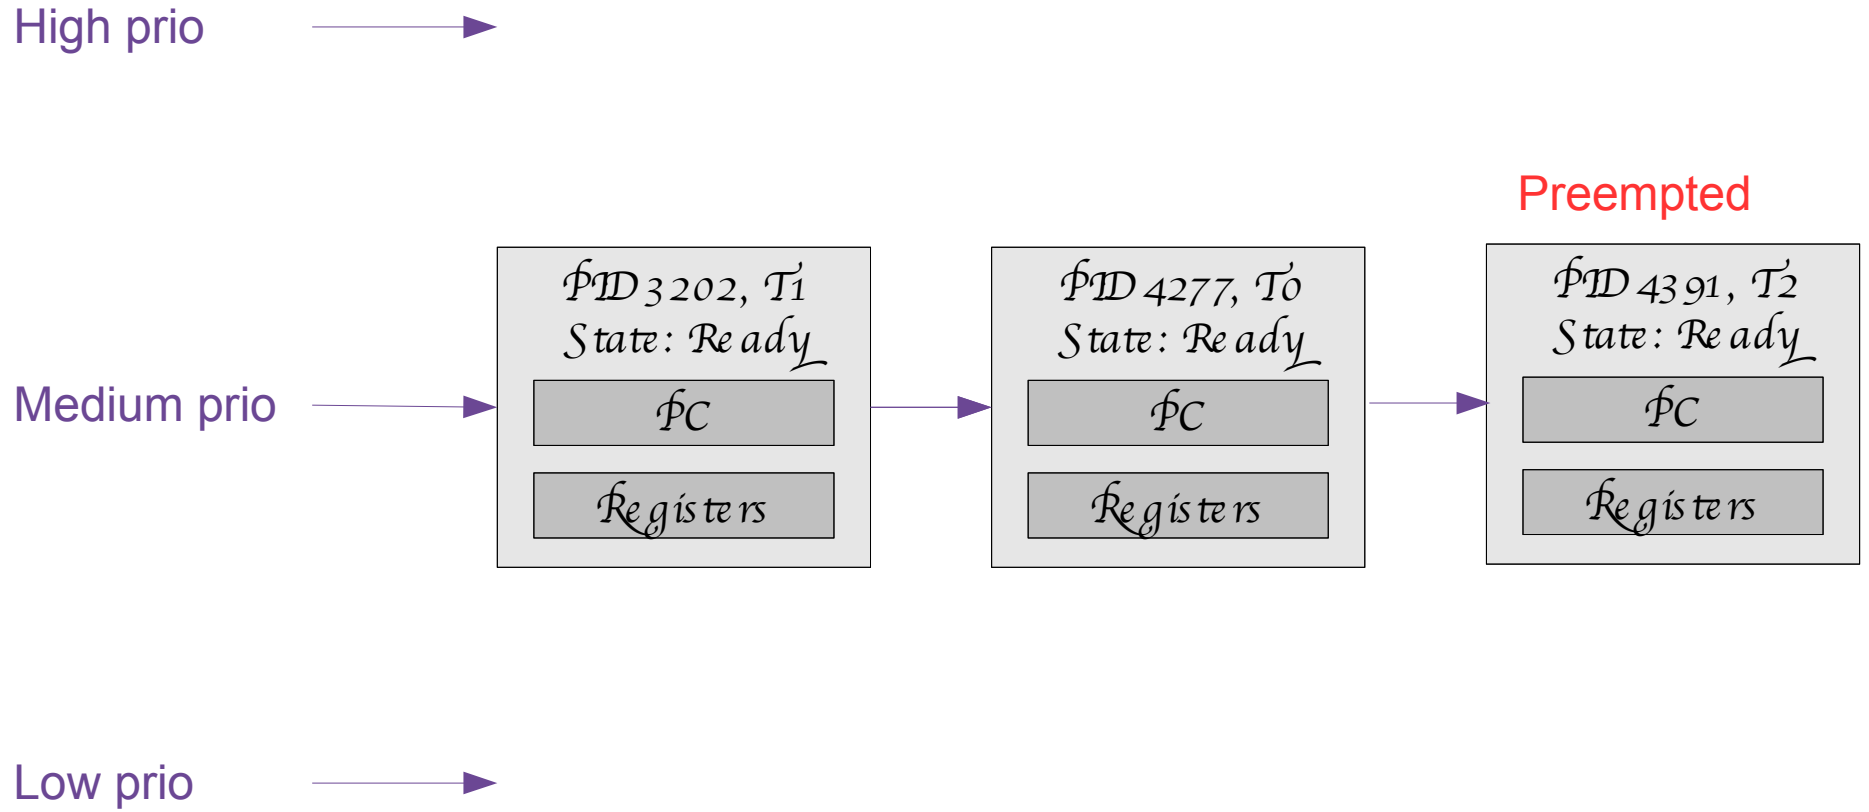 High prio
Preempted
PID 3202, T1
State: Ready
PC
Registers
PID 4277, T0
State: Ready
PC
Registers
PID 4391, T2
State: Ready
PC
Registers
Medium prio
Low prio